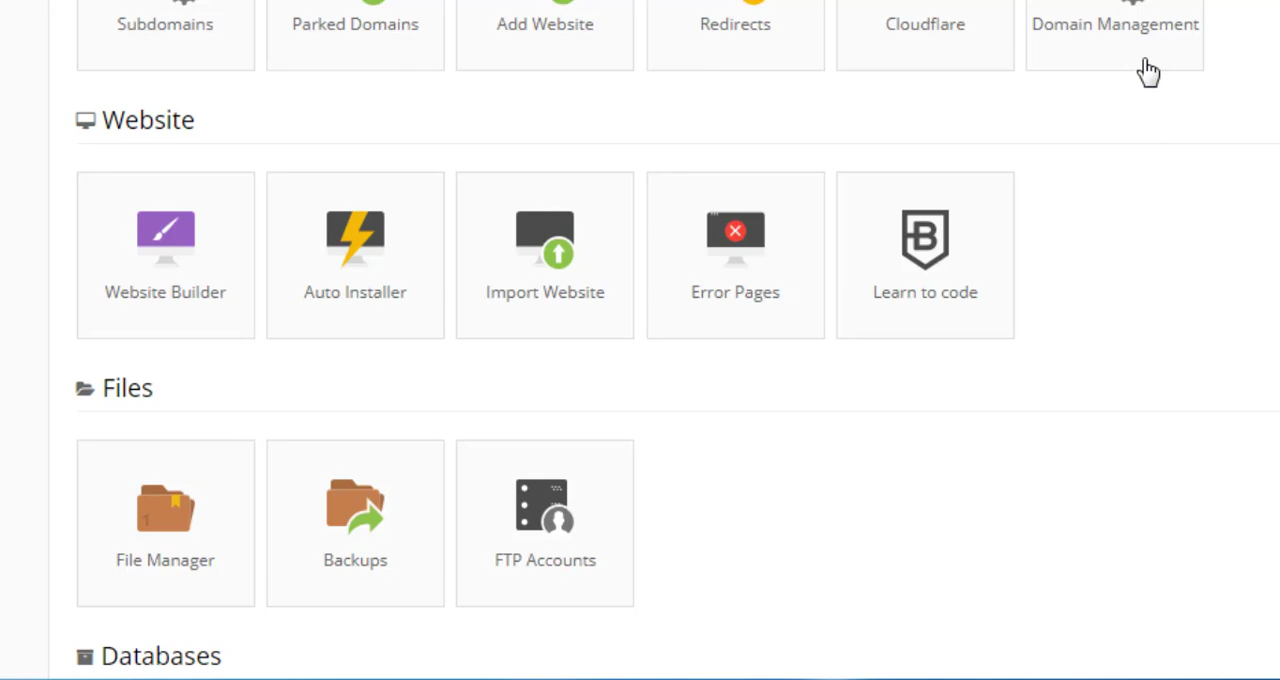 Subdomains Parked Domains Add Website Redirects Cloudflare Domain Management
Website
Website Builder Auto Installer Import Website Error Pages Learn to code
Files
1
File Manager Backups FTP Accounts
Databases